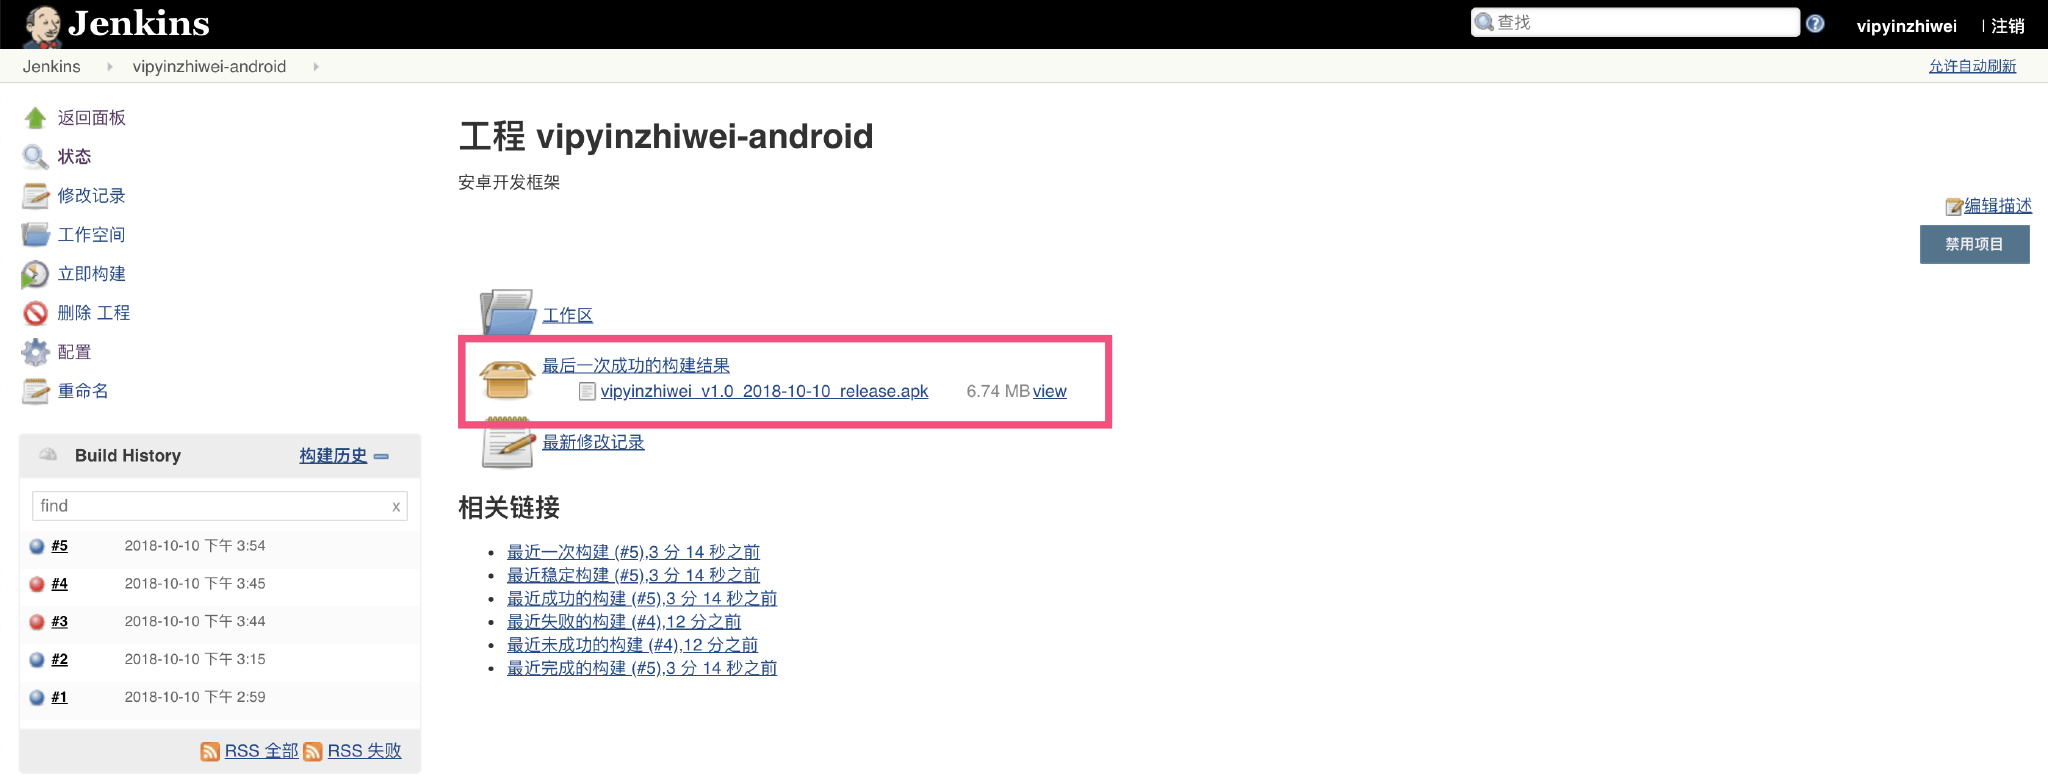 Jenkins
查找
vipyinzhiwei
| 注销
Jenkins
vipyinzhiwei-android
允许自动刷新
返回面板
状态
修改记录
工作空间
立即构建
删除 工程
配置
重命名
Build History
构建历史
find
x
#5 2018-10-10 下午 3:54
#4 2018-10-10 下午 3:45
#3 2018-10-10 下午 3:44
#2 2018-10-10 下午 3:15
#1 2018-10-10 下午 2:59
RSS 全部 RSS 失败
工程 vipyinzhiwei-android
安卓开发框架
编辑描述
禁用项目
工作区
最后一次成功的构建结果
vipyinzhiwei_v1.0_2018-10-10_release.apk 6.74 MB view
最新修改记录
相关链接
最近一次构建 (#5),3 分 14 秒之前
最近稳定构建 (#5),3 分 14 秒之前
最近成功的构建 (#5),3 分 14 秒之前
最近失败的构建 (#4),12 分之前
最近未成功的构建 (#4),12 分之前
最近完成的构建 (#5),3 分 14 秒之前